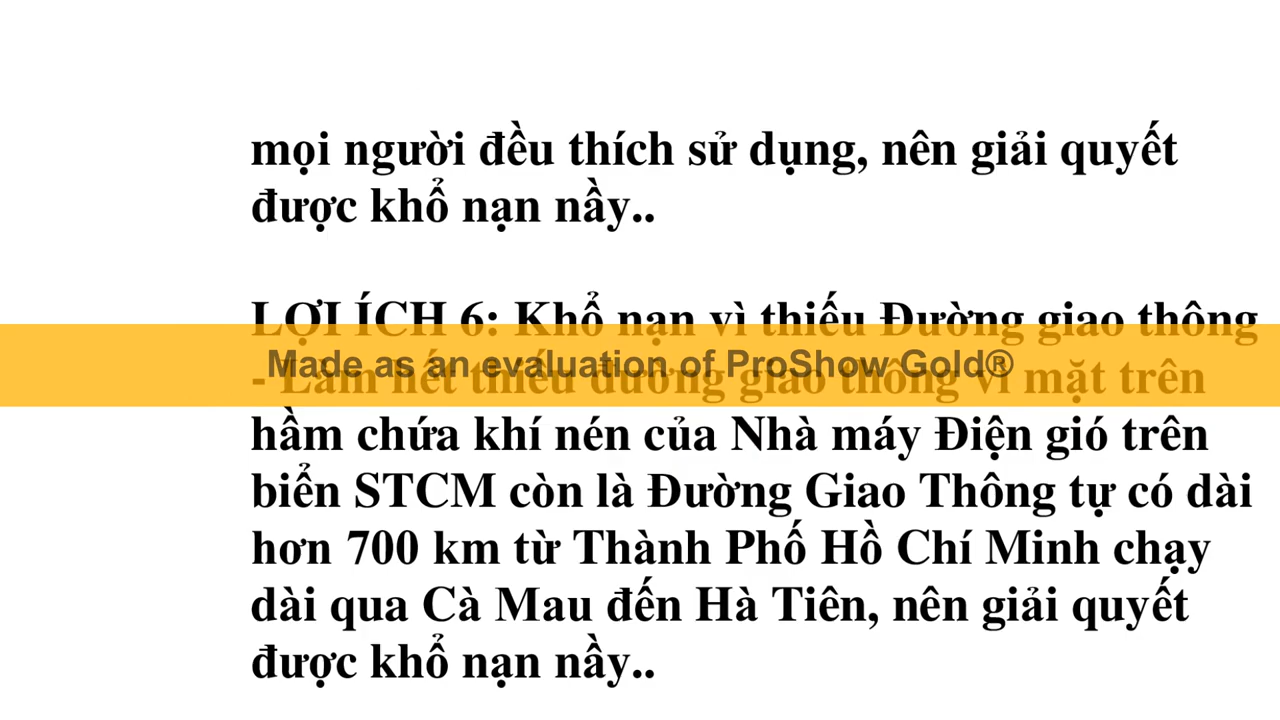 mọi người đều thích sử dụng, nên giải quyết
được khổ nạn nầy..
LỢI ÍCH 6: Khổ nạn vì thiếu Đường giao thông
Made as an evaluation of ProShow Gold®
- Làm hết thiếu đường giao thông vì mặt trên
hầm chứa khí nén của Nhà máy Điện gió trên
biển STCM còn là Đường Giao Thông tự có dài
hơn 700 km từ Thành Phố Hồ Chí Minh chạy
dài qua Cà Mau đến Hà Tiên, nên giải quyết
được khổ nạn nầy..